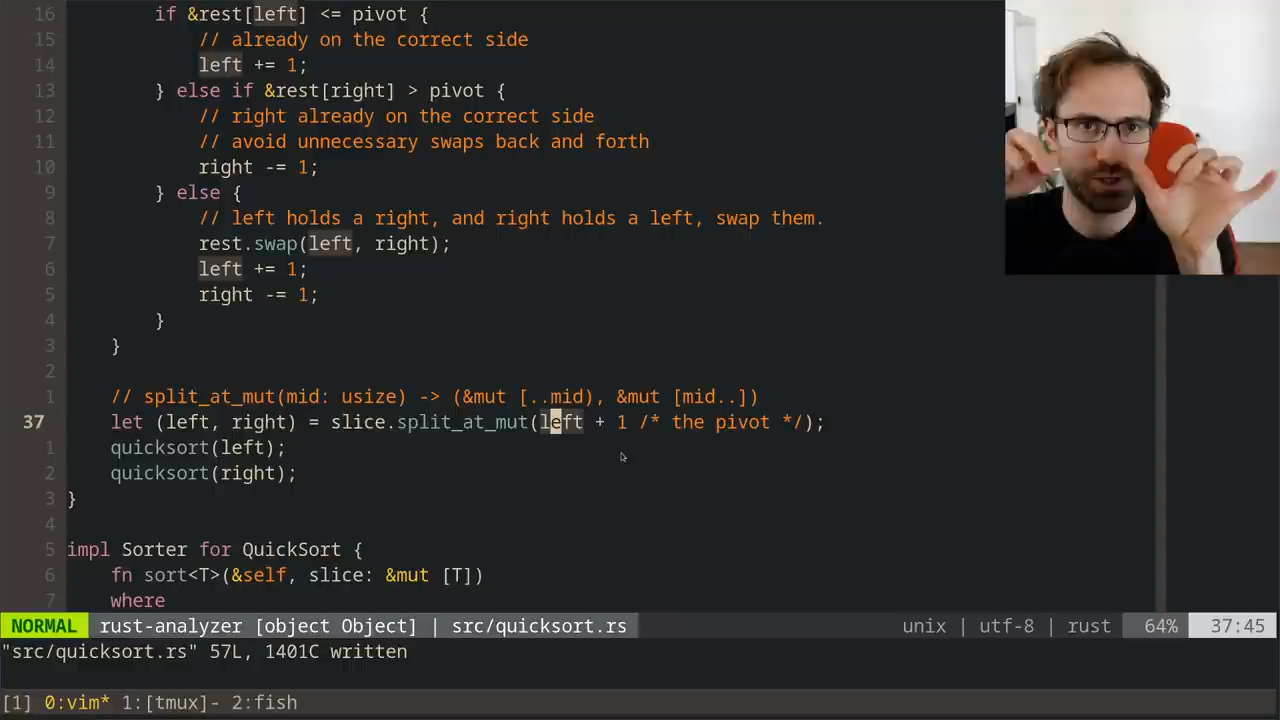 16         if &rest[left] <= pivot {
15             // already on the correct side
14             left += 1;
13         } else if &rest[right] > pivot {
12             // right already on the correct side
11             // avoid unnecessary swaps back and forth
10             right -= 1;
9         } else {
8             // left holds a right, and right holds a left, swap them.
7             rest.swap(left, right);
6             left += 1;
5             right -= 1;
4         }
3     }
2
1     // split_at_mut(mid: usize) -> (&mut [..mid), &mut [mid..])
37     let (left, right) = slice.split_at_mut(left + 1 /* the pivot */);
1     quicksort(left);
2     quicksort(right);
3 }
4
5 impl Sorter for QuickSort {
6     fn sort<T>(&self, slice: &mut [T])
7     where
NORMAL rust-analyzer [object Object] | src/quicksort.rs unix | utf-8 | rust 64% 37:45
"src/quicksort.rs" 57L, 1401C written
[1] 0:vim* 1:[tmux]- 2:fish